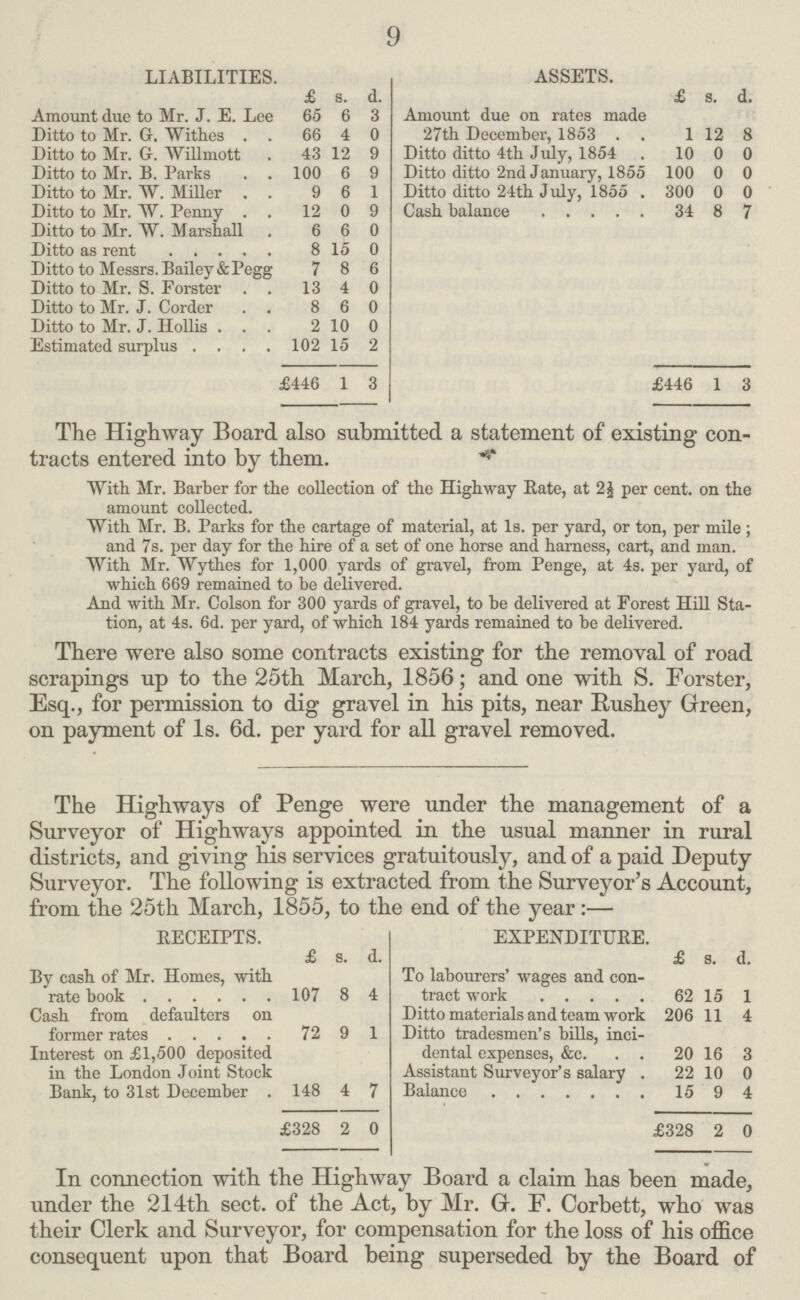 9
LIABILITIES.
£ s. d.
Amount due to Mr. J. E. Lee 65 6 3
Ditto to Mr. G. Withes . . 66 4 0
Ditto to Mr. G. Willmott . 43 12 9
Ditto to Mr. B. Parks . . 100 6 9
Ditto to Mr. W. Miller . . 9 6 1
Ditto to Mr. W. Penny . . 12 0 9
Ditto to Mr. W. Marshall . 6 6 0
Ditto as rent . . . . . 8 15 0
Ditto to Messrs. Bailey & Pegg 7 8 6
Ditto to Mr. S. Forster . . 13 4 0
Ditto to Mr. J. Corder . . 8 6 0
Ditto to Mr. J. Hollis . . . 2 10 0
Estimated surplus . . . . 102 15 2
£446 1 3
ASSETS.
£ s. d.
Amount due on rates made
27th December, 1853 . . 1 12 8
Ditto ditto 4th July, 1854 . 10 0 0
Ditto ditto 2nd January, 1855 100 0 0
Ditto ditto 24th July, 1855 . 300 0 0
Cash balance . . . . . 34 8 7
£446 1 3
The Highway Board also submitted a statement of existing con-
tracts entered into by them.
With Mr. Barber for the collection of the Highway Rate, at 2½ per cent. on the
amount collected.
With Mr. B. Parks for the cartage of material, at 1s. per yard, or ton, per mile ;
and 7s. per day for the hire of a set of one horse and harness, cart, and man.
With Mr. Wythes for 1,000 yards of gravel, from Penge, at 4s. per yard, of
which 669 remained to be delivered.
And with Mr. Colson for 300 yards of gravel, to be delivered at Forest Hill Sta-
tion, at 4s. 6d. per yard, of which 184 yards remained to be delivered.
There were also some contracts existing for the removal of road
scrapings up to the 25th March, 1856; and one with S. Forster,
Esq., for permission to dig gravel in his pits, near Rushey Green,
on payment of 1s. 6d. per yard for all gravel removed.
The Highways of Penge were under the management of a
Surveyor of Highways appointed in the usual manner in rural
districts, and giving his services gratuitously, and of a paid Deputy
Surveyor. The following is extracted from the Surveyor's Account,
from the 25th March, 1855, to the end of the year :—
RECEIPTS.
£ s. d.
By cash of Mr. Homes, with
rate book . . . . . . 107 8 4
Cash from defaulters on
former rates . . . . . 72 9 1
Interest on £1,500 deposited
in the London Joint Stock
Bank, to 31st December . 148 4 7
£328 2 0
EXPENDITURE.
£ s. d.
To labourers' wages and con-
tract work . . . . . 62 15 1
Ditto materials and team work 206 11 4
Ditto tradesmen's bills, inci-
dental expenses, &c. . . 20 16 3
Assistant Surveyor's salary . 22 10 0
Balance . . . . . . . 15 9 4
£328 2 0
In connection with the Highway Board a claim has been made,
under the 214th sect. of the Act, by Mr. G. F. Corbett, who was
their Clerk and Surveyor, for compensation for the loss of his office
consequent upon that Board being superseded by the Board of